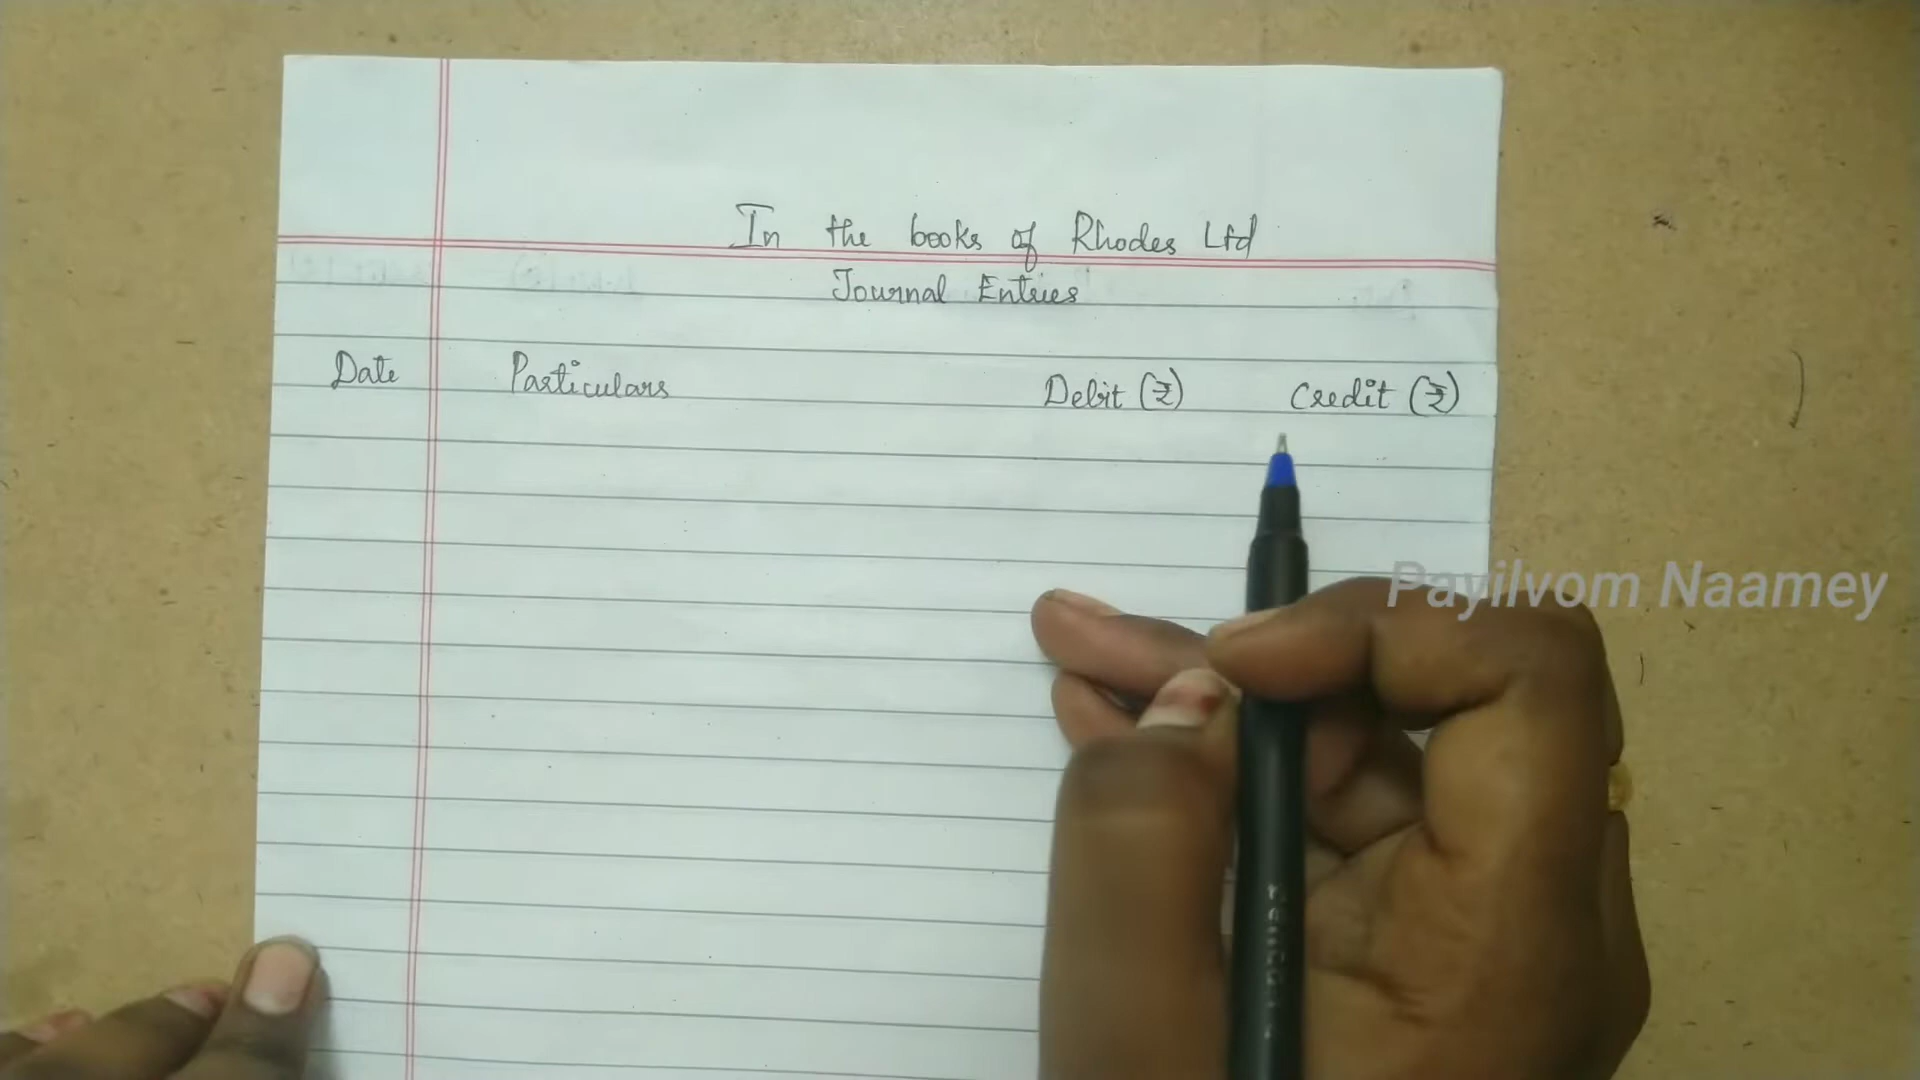 In the books of Rhodes Ltd
Journal Entries
Date Particulars Debit (₹) Credit (₹)
Payilvom Naamey